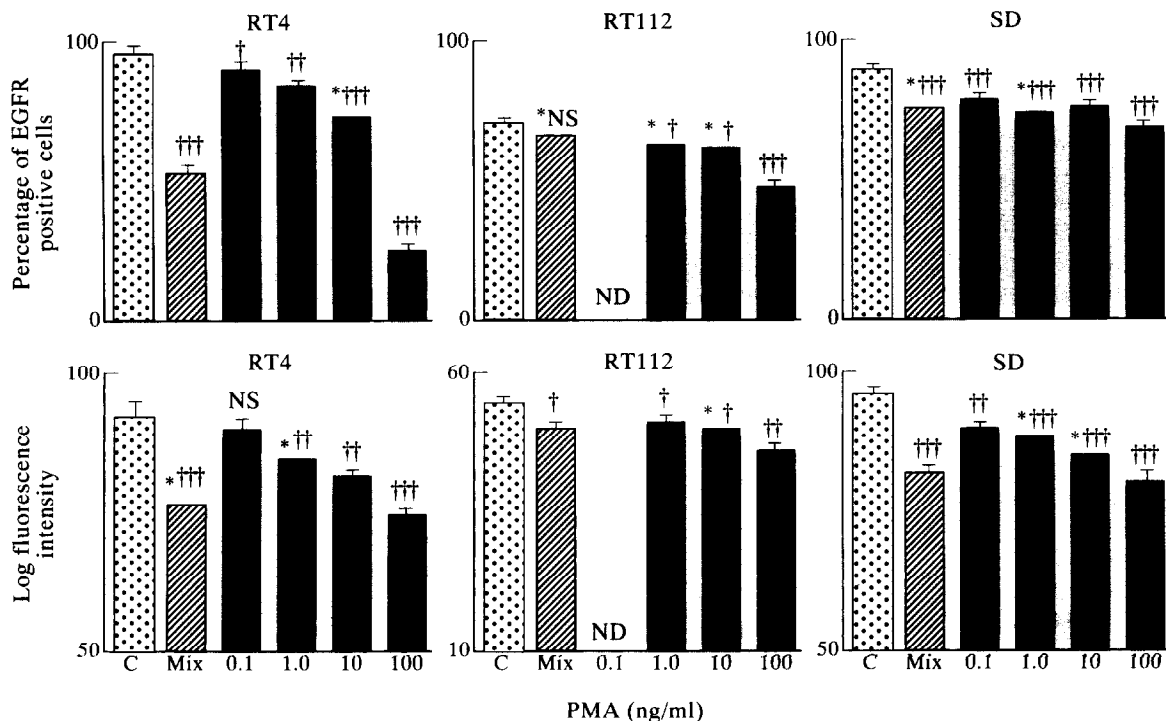 RT4 RT112 SD
Percentage of EGFR
positive cells
100 100 100
††† † †† *††† †††
*NS ND *† *† †††
*††† ††† *††† ††† †††
0 0 0
RT4 RT112 SD
Log fluorescence
intensity
100 60 100
*††† NS *†† †† †††
† ND † *† ††
††† †† *††† *††† †††
50 10 50
C Mix 0.1 1.0 10 100 C Mix 0.1 1.0 10 100 C Mix 0.1 1.0 10 100
PMA (ng/ml)